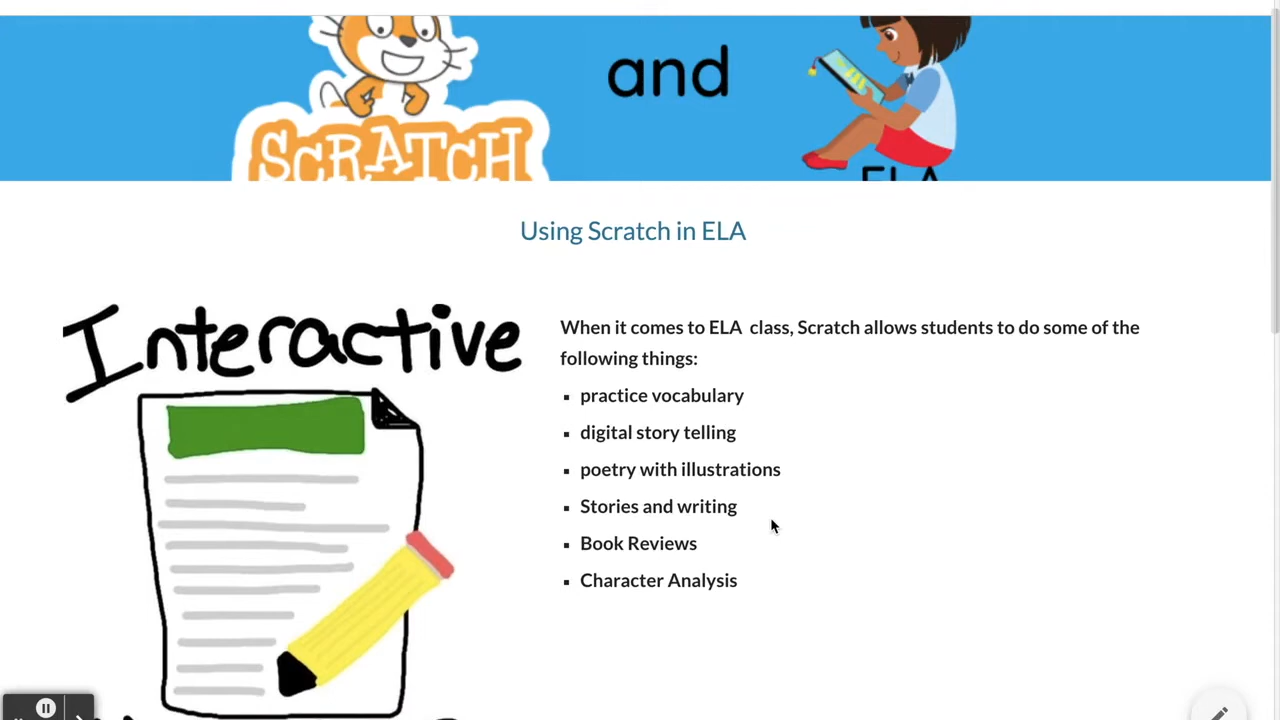 and
SCRATCH
ELA
Using Scratch in ELA
Interactive
When it comes to ELA class, Scratch allows students to do some of the
following things:
▪ practice vocabulary
▪ digital story telling
▪ poetry with illustrations
▪ Stories and writing
▪ Book Reviews
▪ Character Analysis